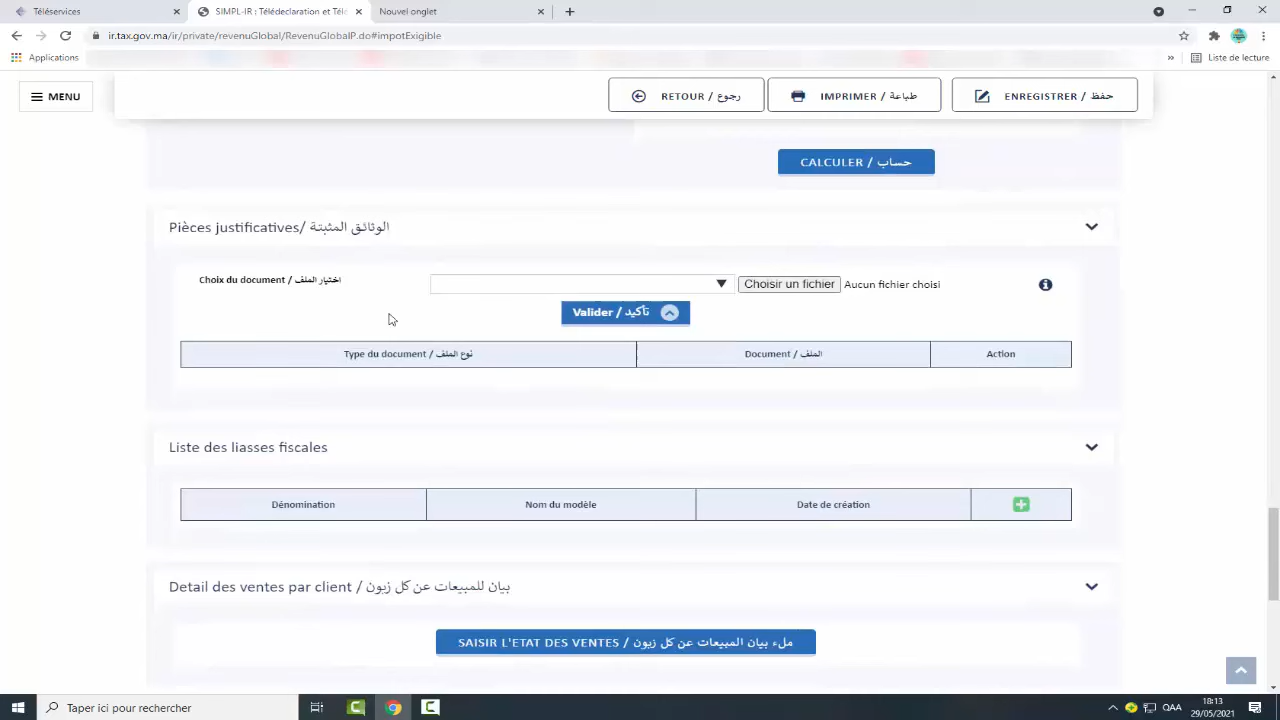 Téléservices
SIMPL-IR : Télédeclaration et Téle
Nouvel onglet
ir.tax.gov.ma/ir/private/revenuGlobal/RevenuGlobalIP.do#impotExigible
Applications
» Liste de lecture
MENU
RETOUR / رجوع
IMPRIMER / طباعة
ENREGISTRER / حفظ
CALCULER / حساب
Pièces justificatives/ الوثائق المثبتة
Choix du document / اختيار الملف
Choisir un fichier Aucun fichier choisi
Valider / تأكيد
Type du document / نوع الملف
Document / الملف
Action
Liste des liasses fiscales
Dénomination
Nom du modèle
Date de création
Detail des ventes par client / بيان للمبيعات عن كل زبون
SAISIR L'ETAT DES VENTES / ملء بيان المبيعات عن كل زبون
Taper ici pour rechercher
QAA
18:13
29/05/2021